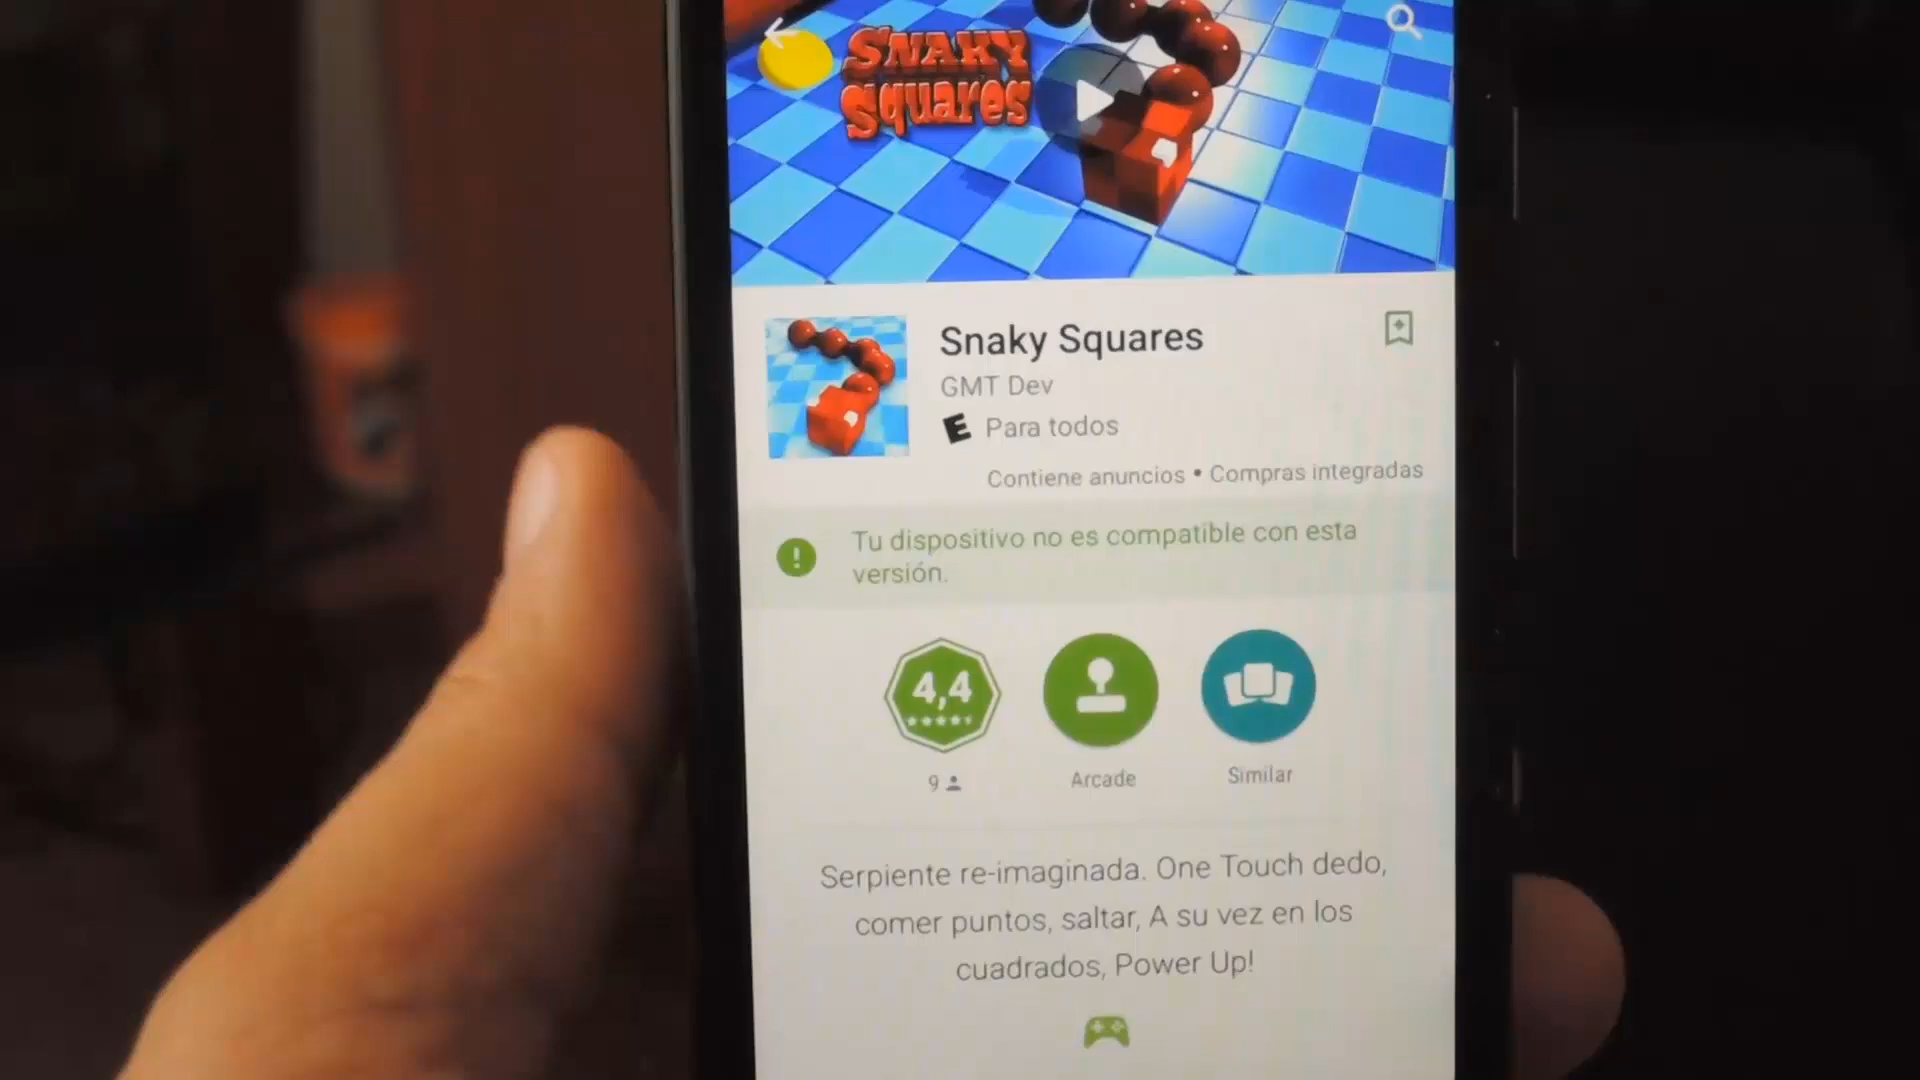 SNAKY
Squares
Snaky Squares
GMT Dev
E Para todos
Contiene anuncios • Compras integradas
Tu dispositivo no es compatible con esta
versión.
4,4
9
Arcade
Similar
Serpiente re-imaginada. One Touch dedo,
comer puntos, saltar, A su vez en los
cuadrados, Power Up!